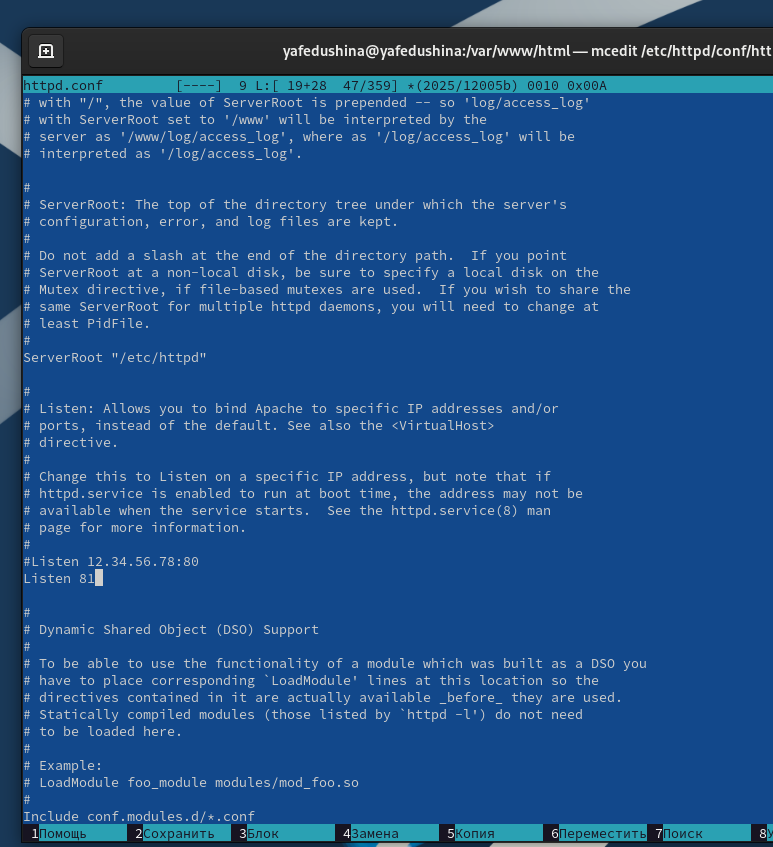 yafedushina@yafedushina:/var/www/html — mcedit /etc/httpd/conf/htt
httpd.conf [----] 9 L:[ 19+28 47/359] *(2025/12005b) 0010 0x00A
# with "/", the value of ServerRoot is prepended -- so 'log/access_log'
# with ServerRoot set to '/www' will be interpreted by the
# server as '/www/log/access_log', where as '/log/access_log' will be
# interpreted as '/log/access_log'.
#
# ServerRoot: The top of the directory tree under which the server's
# configuration, error, and log files are kept.
#
# Do not add a slash at the end of the directory path.  If you point
# ServerRoot at a non-local disk, be sure to specify a local disk on the
# Mutex directive, if file-based mutexes are used.  If you wish to share the
# same ServerRoot for multiple httpd daemons, you will need to change at
# least PidFile.
#
ServerRoot "/etc/httpd"
#
# Listen: Allows you to bind Apache to specific IP addresses and/or
# ports, instead of the default. See also the <VirtualHost>
# directive.
#
# Change this to Listen on a specific IP address, but note that if
# httpd.service is enabled to run at boot time, the address may not be
# available when the service starts.  See the httpd.service(8) man
# page for more information.
#
#Listen 12.34.56.78:80
Listen 81
#
# Dynamic Shared Object (DSO) Support
#
# To be able to use the functionality of a module which was built as a DSO you
# have to place corresponding `LoadModule' lines at this location so the
# directives contained in it are actually available _before_ they are used.
# Statically compiled modules (those listed by `httpd -l') do not need
# to be loaded here.
#
# Example:
# LoadModule foo_module modules/mod_foo.so
#
Include conf.modules.d/*.conf
1Помощь 2Сохранить 3Блок 4Замена 5Копия 6Переместить 7Поиск 8